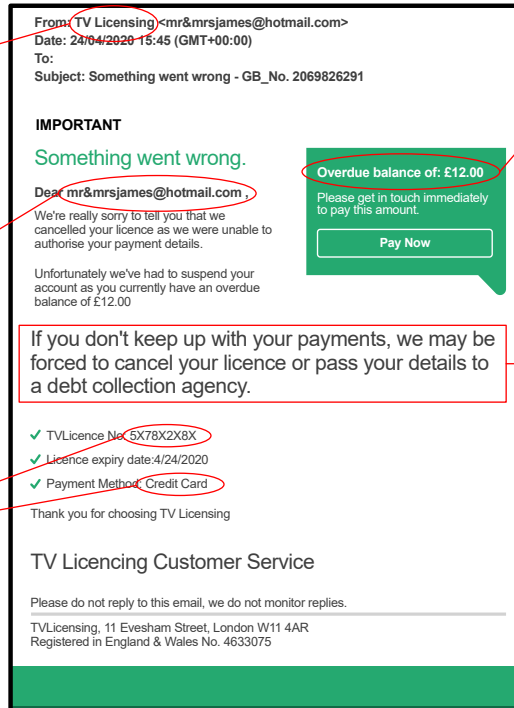 From: TV Licensing <mr&mrsjames@hotmail.com>
Date: 24/04/2020 15:45 (GMT+00:00)
To:
Subject: Something went wrong - GB_No. 2069826291
IMPORTANT
Something went wrong.
Dear mr&mrsjames@hotmail.com ,
We're really sorry to tell you that we
cancelled your licence as we were unable to
authorise your payment details.
Unfortunately we've had to suspend your
account as you currently have an overdue
balance of £12.00
Overdue balance of: £12.00
Please get in touch immediately
to pay this amount.
Pay Now
If you don't keep up with your payments, we may be
forced to cancel your licence or pass your details to
a debt collection agency.
TVLicence No: 5X78X2X8X
Licence expiry date:4/24/2020
Payment Method: Credit Card
Thank you for choosing TV Licensing
TV Licencing Customer Service
Please do not reply to this email, we do not monitor replies.
TVLicensing, 11 Evesham Street, London W11 4AR
Registered in England & Wales No. 4633075